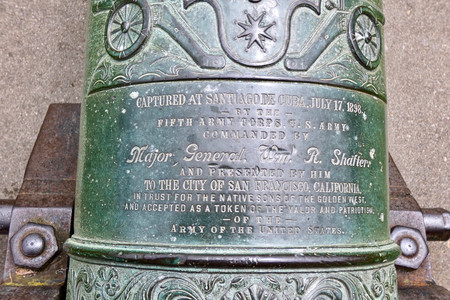 CAPTURED AT SANTIAGO DE CUBA, JULY 17, 1898.
BY THE
FIFTH ARMY CORPS U. S. ARMY
COMMANDED BY
Major General, Wm. R. Shafter,
AND PRESENTED BY HIM
TO THE CITY OF SAN FRANCISCO, CALIFORNIA,
IN TRUST FOR THE NATIVE SONS OF THE GOLDEN WEST,
AND ACCEPTED AS A TOKEN OF THE VALOR AND PATRIOTISM,
OF THE
ARMY OF THE UNITED STATES.